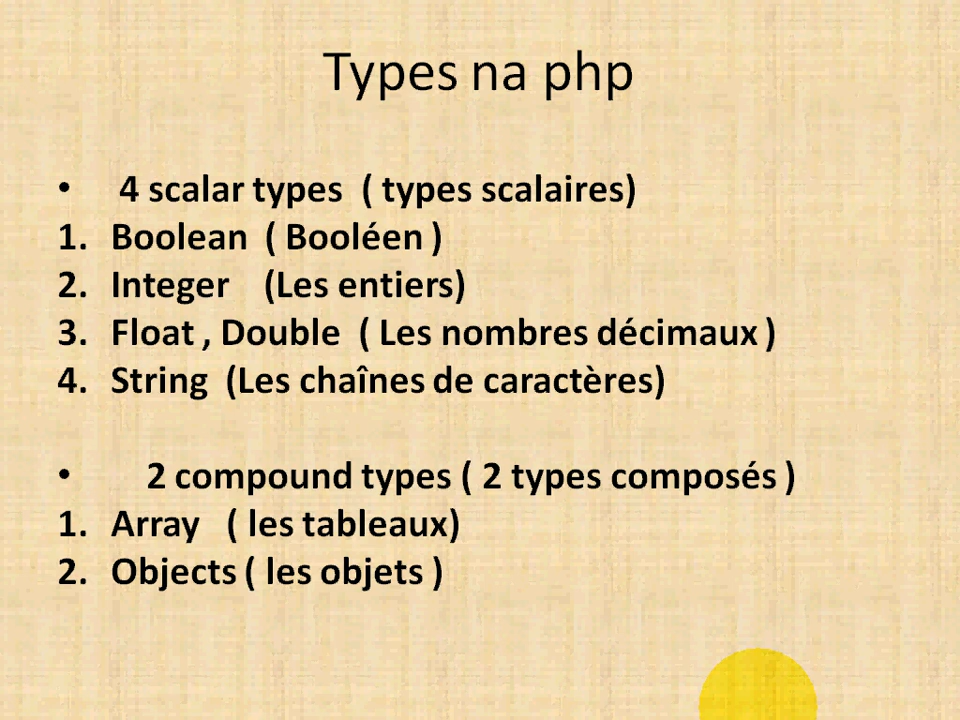 Types na php
• 4 scalar types ( types scalaires)
1. Boolean ( Booléen )
2. Integer (Les entiers)
3. Float , Double ( Les nombres décimaux )
4. String (Les chaînes de caractères)
• 2 compound types ( 2 types composés )
1. Array ( les tableaux)
2. Objects ( les objets )